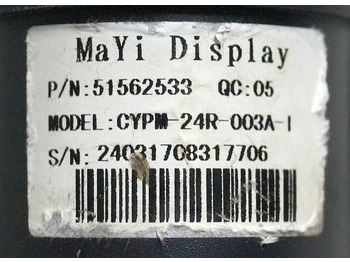 MaYi Display
P/N:51562533 QC:05
MODEL:CYPM-24R-003A-I
S/N: 24031708317706